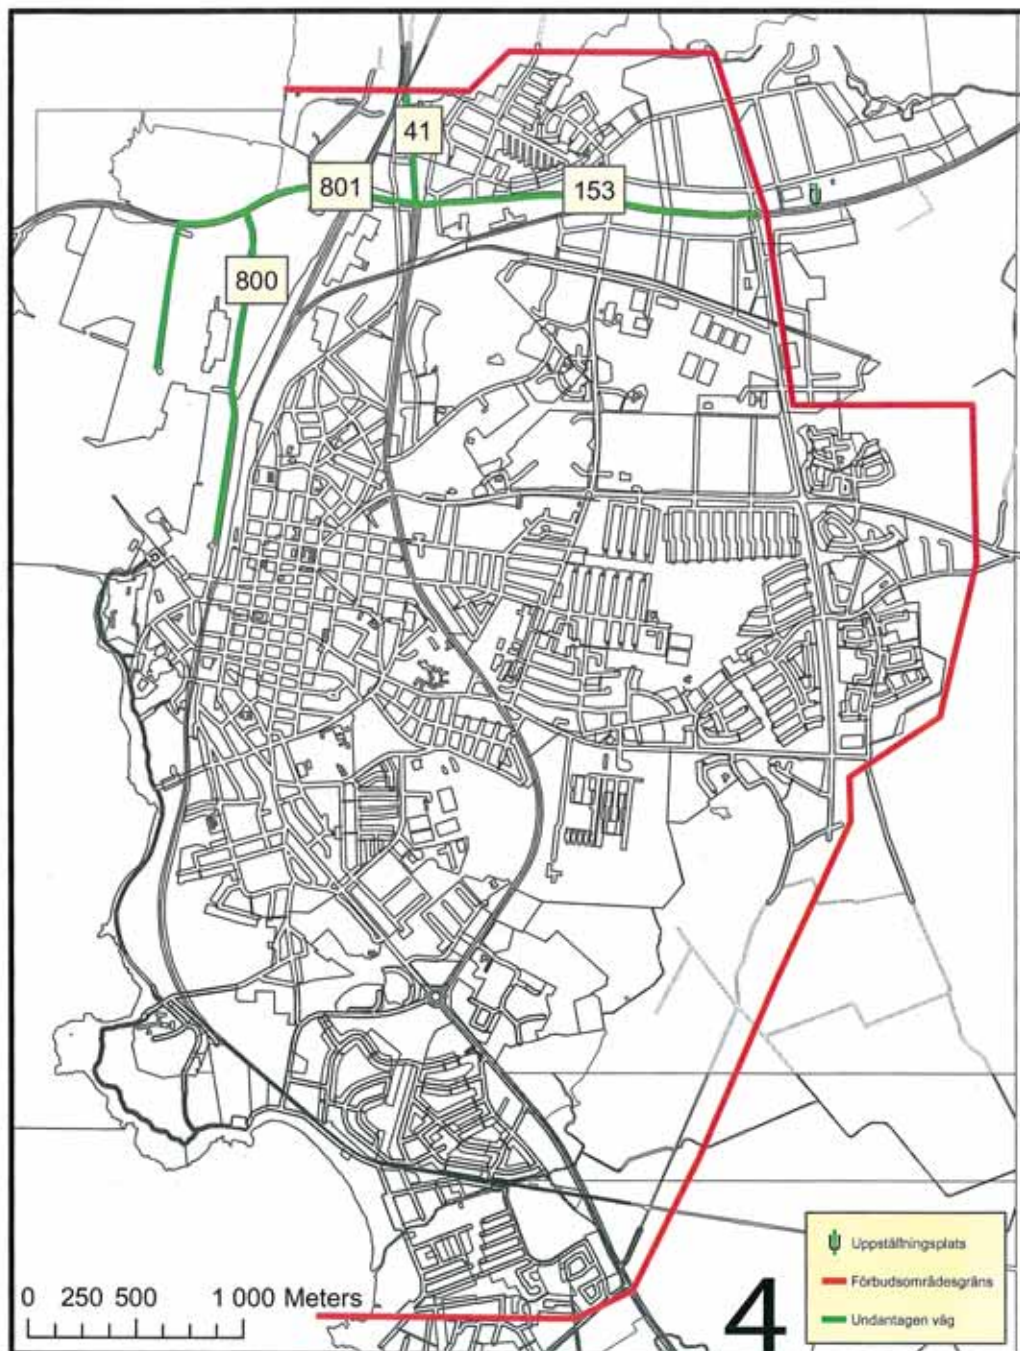 41
801
153
800
Uppställningsplats
Förbudsområdesgräns
Undantagen väg
0 250 500 1 000 Meters
4